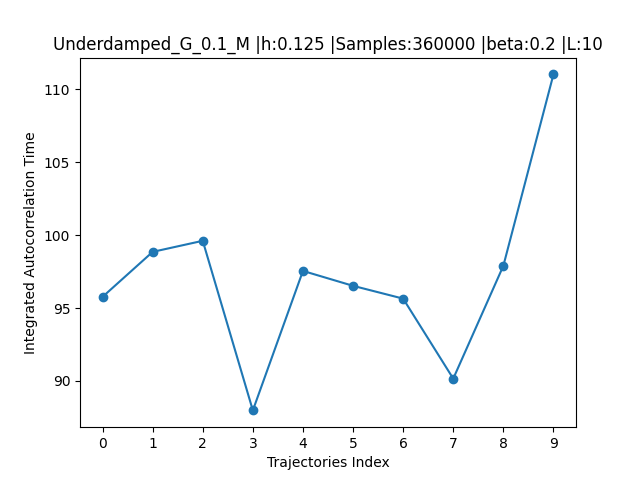 Underdamped_G_0.1_M |h:0.125 |Samples:360000 |beta:0.2 |L:10
Integrated Autocorrelation Time
110
105
100
95
90
0 1 2 3 4 5 6 7 8 9
Trajectories Index